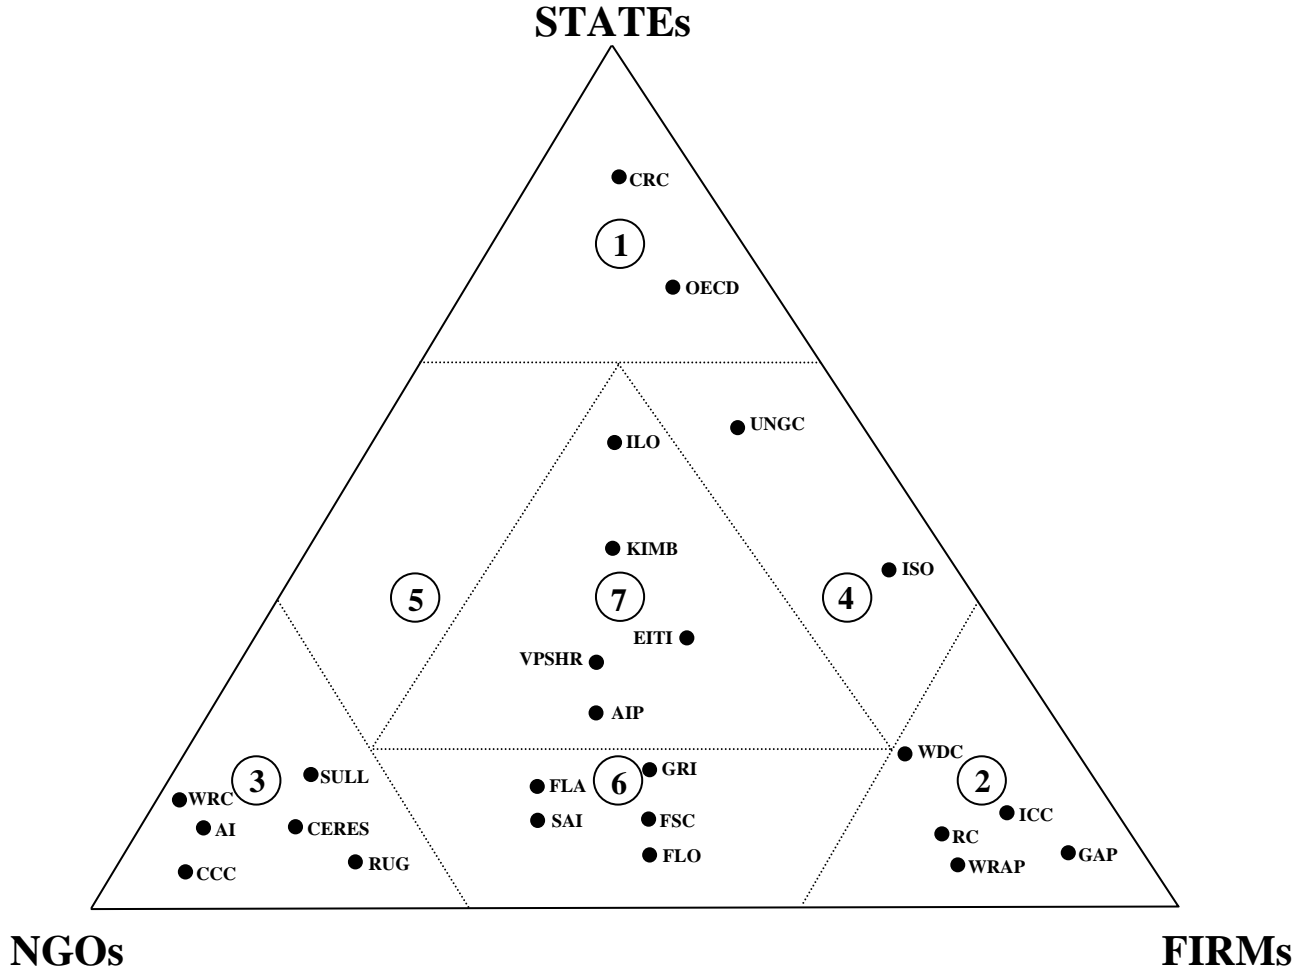 STATEs
CRC
1
OECD
UNGC
ILO
KIMB
ISO
5
7
4
EITI
VPSHR
AIP
WDC
GRI
SULL
3
6
2
FLA
WRC
ICC
SAI
FSC
AI
CERES
RC
FLO
GAP
RUG
WRAP
CCC
NGOs
FIRMs